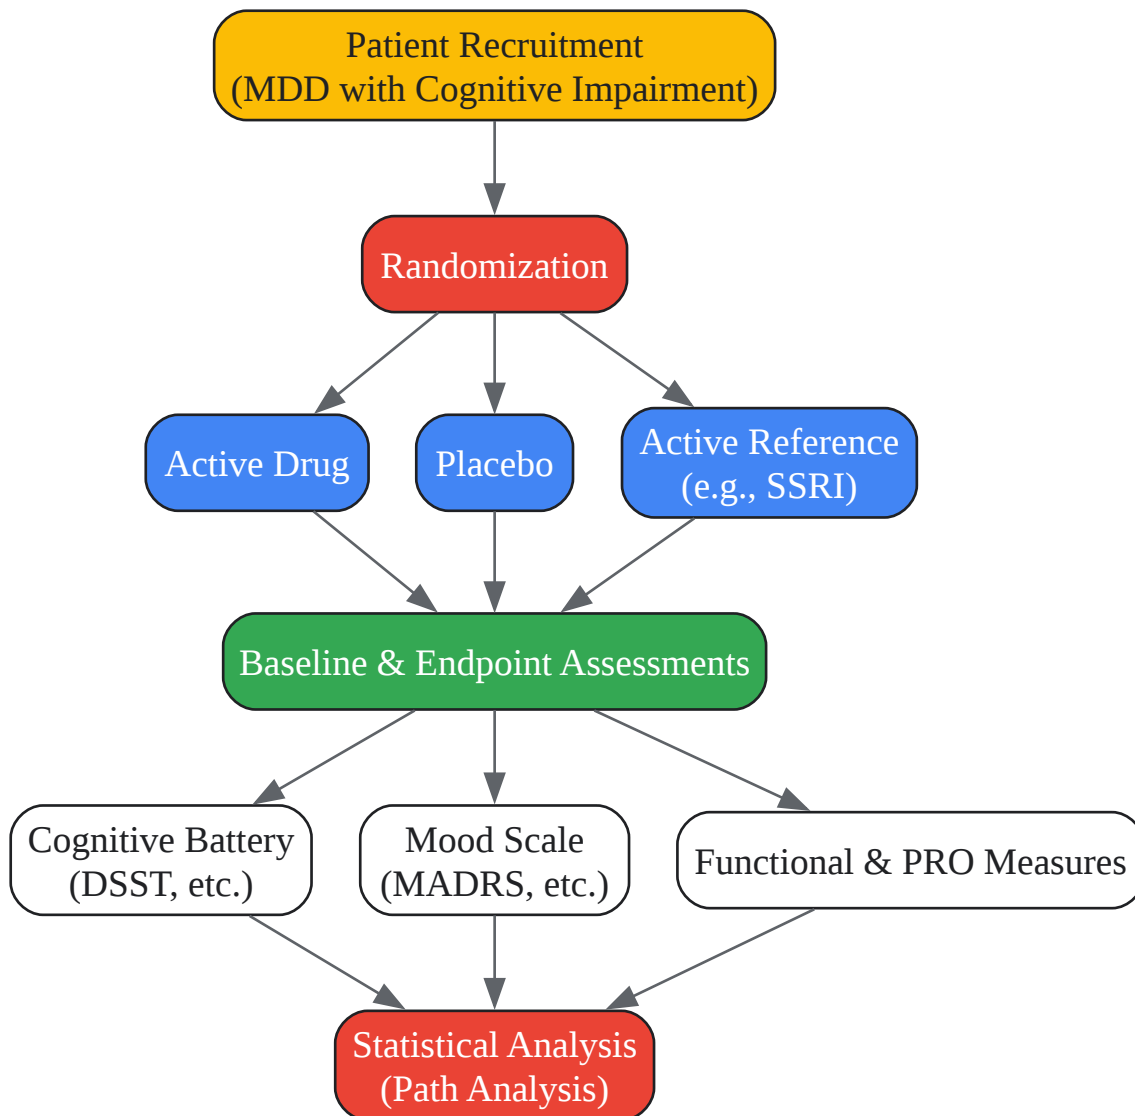 Patient Recruitment
(MDD with Cognitive Impairment)
Randomization
Active Drug
Placebo
Active Reference
(e.g., SSRI)
Baseline & Endpoint Assessments
Cognitive Battery
(DSST, etc.)
Mood Scale
(MADRS, etc.)
Functional & PRO Measures
Statistical Analysis
(Path Analysis)